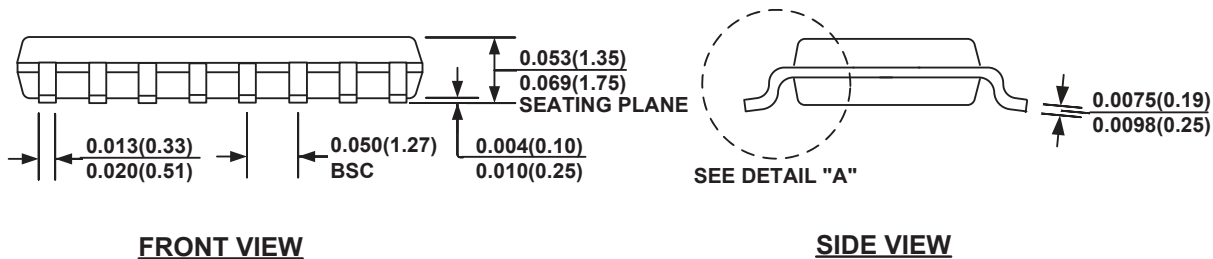 0.053(1.35)
0.069(1.75)
SEATING PLANE
0.013(0.33)
0.020(0.51)
0.050(1.27)
BSC
0.004(0.10)
0.010(0.25)
FRONT VIEW
0.0075(0.19)
0.0098(0.25)
SEE DETAIL "A"
SIDE VIEW